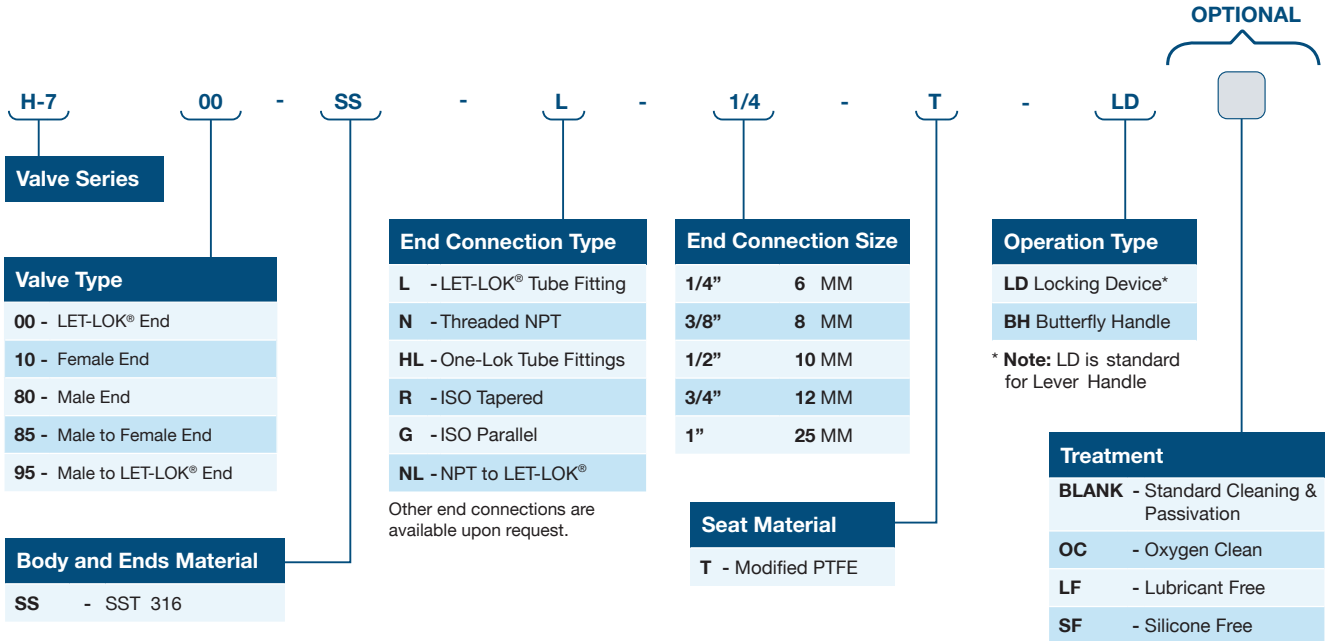 OPTIONAL
H-7 00 - SS - L - 1/4 - T - LD
Valve Series
Valve Type
00 - LET-LOK® End
10 - Female End
80 - Male End
85 - Male to Female End
95 - Male to LET-LOK® End
Body and Ends Material
SS - SST 316
End Connection Type
L - LET-LOK® Tube Fitting
N - Threaded NPT
HL - One-Lok Tube Fittings
R - ISO Tapered
G - ISO Parallel
NL - NPT to LET-LOK®
Other end connections are
available upon request.
End Connection Size
1/4” 6 MM
3/8” 8 MM
1/2” 10 MM
3/4” 12 MM
1” 25 MM
Seat Material
T - Modified PTFE
Operation Type
LD Locking Device*
BH Butterfly Handle
* Note: LD is standard
for Lever Handle
Treatment
BLANK - Standard Cleaning &
Passivation
OC - Oxygen Clean
LF - Lubricant Free
SF - Silicone Free